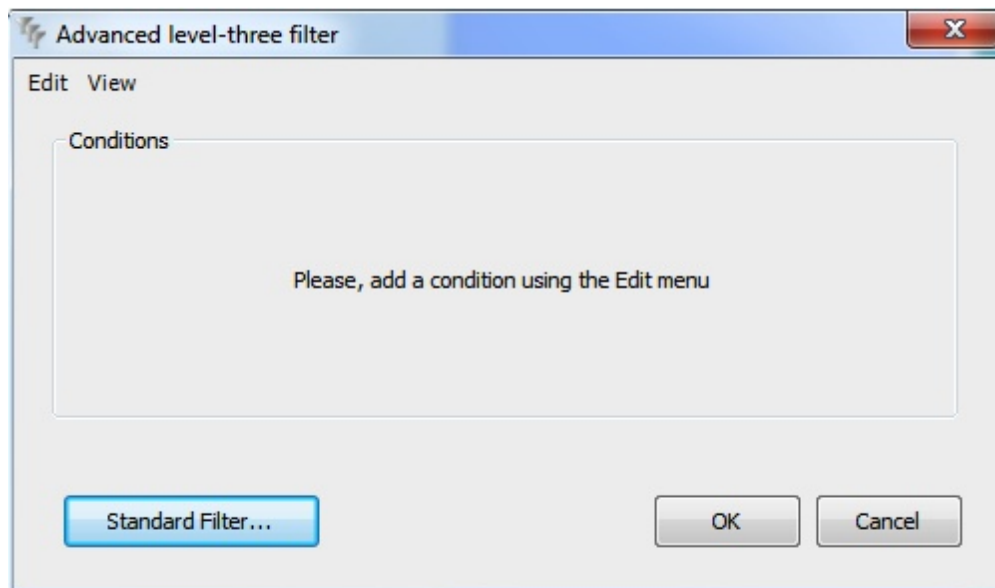 Advanced level-three filter
Edit View
Conditions
Please, add a condition using the Edit menu
Standard Filter... OK Cancel